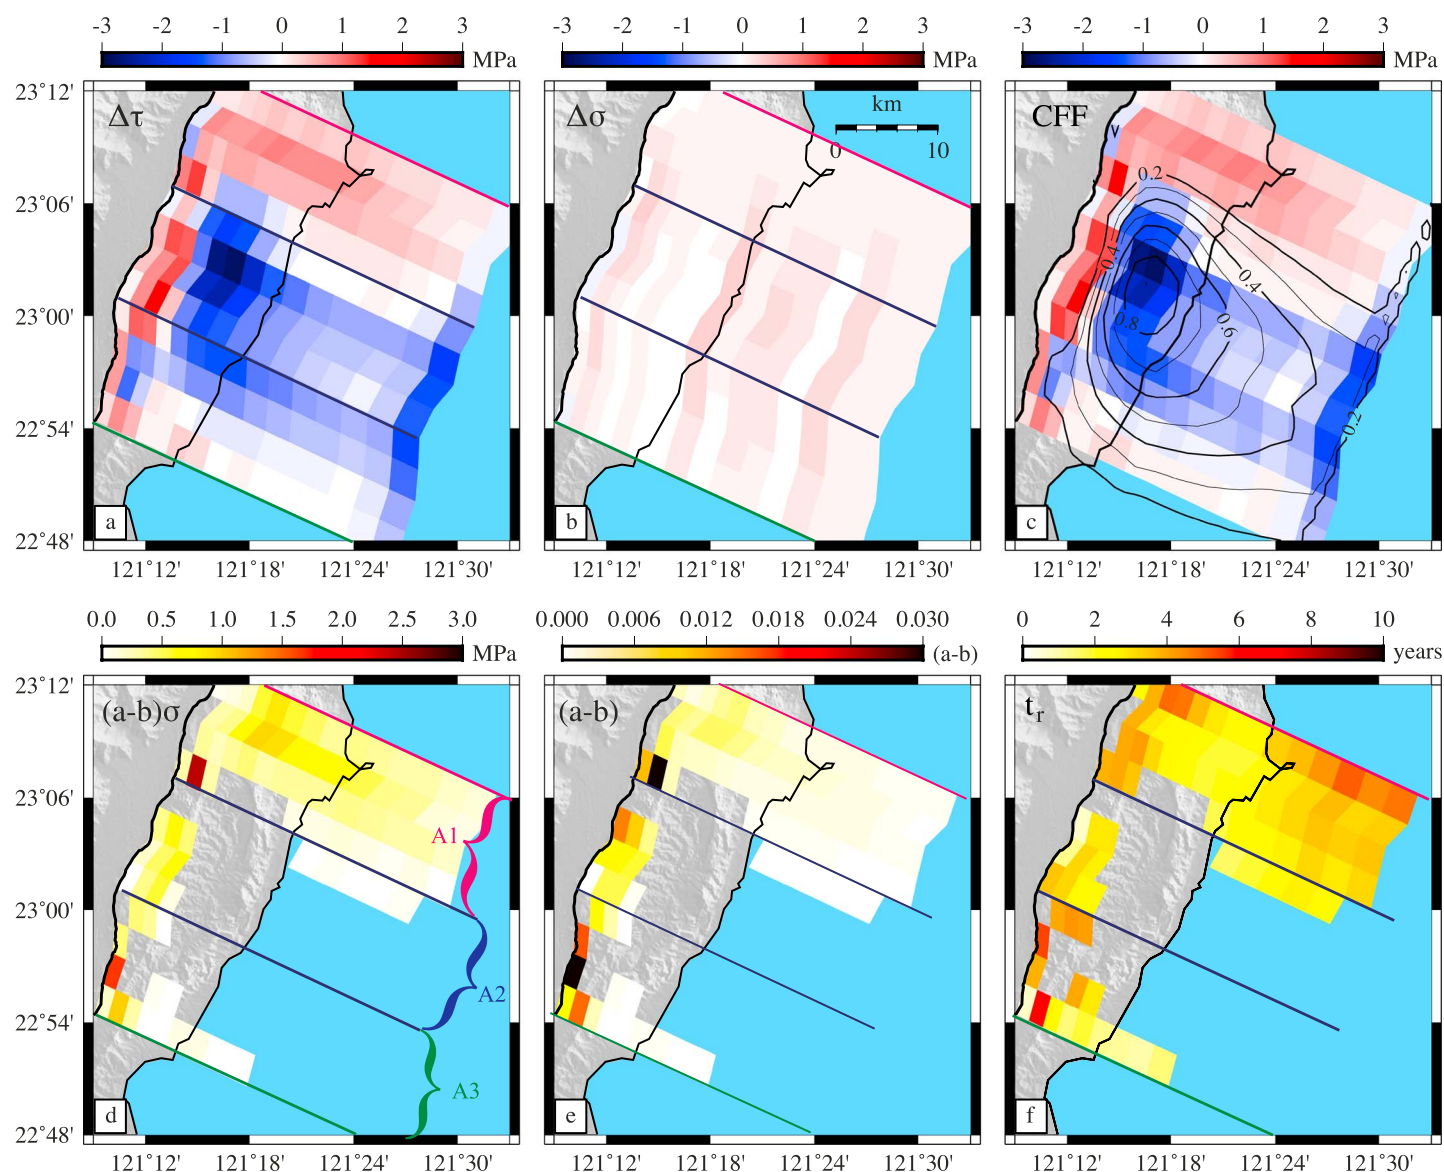 -3 -2 -1 0 1 2 3 MPa
-3 -2 -1 0 1 2 3 MPa
-3 -2 -1 0 1 2 3 MPa
23°12'
23°06'
23°00'
22°54'
22°48'
Δτ
a
121°12' 121°18' 121°24' 121°30'
Δσ
km
0 10
b
121°12' 121°18' 121°24' 121°30'
CFF
0.2
0.4
0.4
0.6
0.8
0.2
c
121°12' 121°18' 121°24' 121°30'
0.0 0.5 1.0 1.5 2.0 2.5 3.0 MPa
0.000 0.006 0.012 0.018 0.024 0.030 (a-b)
0 2 4 6 8 10 years
23°12'
23°06'
23°00'
22°54'
22°48'
(a-b)σ
A1
A2
A3
d
121°12' 121°18' 121°24' 121°30'
(a-b)
e
121°12' 121°18' 121°24' 121°30'
tr
f
121°12' 121°18' 121°24' 121°30'